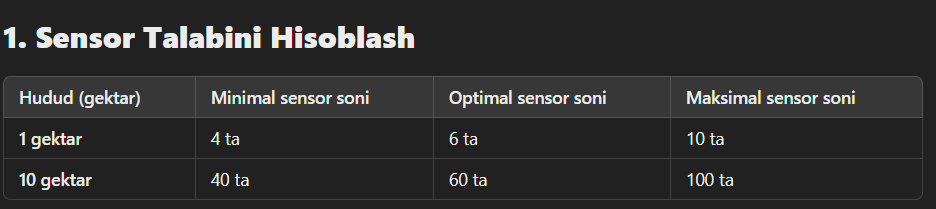 1. Sensor Talabini Hisoblash
Hudud (gektar) Minimal sensor soni Optimal sensor soni Maksimal sensor soni
1 gektar 4 ta 6 ta 10 ta
10 gektar 40 ta 60 ta 100 ta